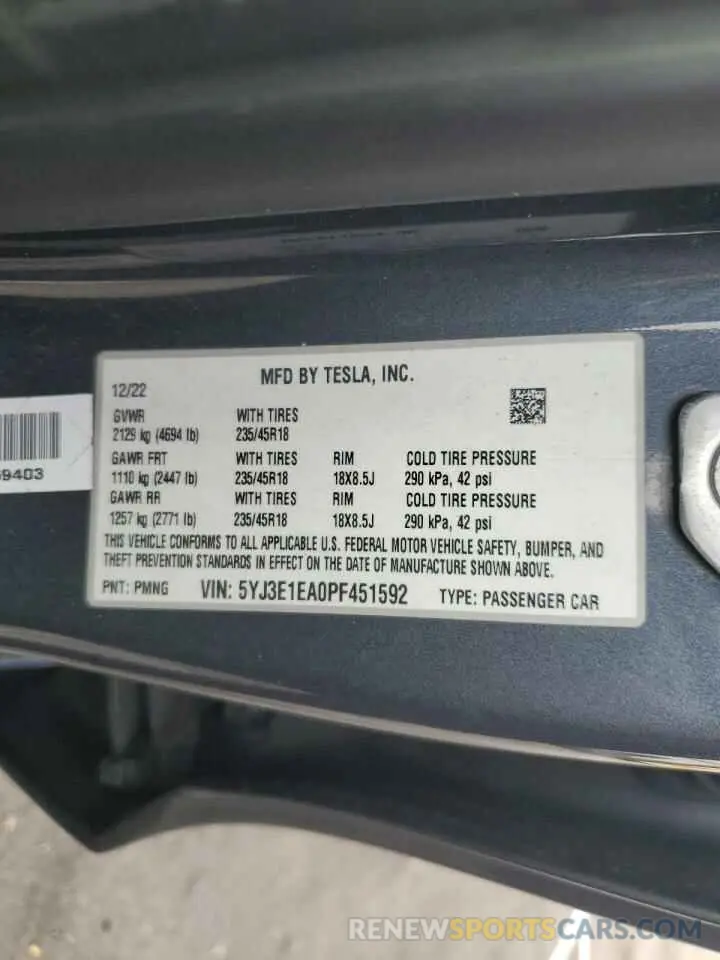 MFD BY TESLA, INC.
12/22
GVWR WITH TIRES
2129 kg (4694 lb) 235/45R18
GAWR FRT WITH TIRES RIM COLD TIRE PRESSURE
1110 kg (2447 lb) 235/45R18 18X8.5J 290 kPa, 42 psi
GAWR RR WITH TIRES RIM COLD TIRE PRESSURE
1257 kg (2771 lb) 235/45R18 18X8.5J 290 kPa, 42 psi
THIS VEHICLE CONFORMS TO ALL APPLICABLE U.S. FEDERAL MOTOR VEHICLE SAFETY, BUMPER, AND
THEFT PREVENTION STANDARDS IN EFFECT ON THE DATE OF MANUFACTURE SHOWN ABOVE.
PNT: PMNG VIN: 5YJ3E1EA0PF451592 TYPE: PASSENGER CAR
9403
RENEWSPORTSCARS.COM